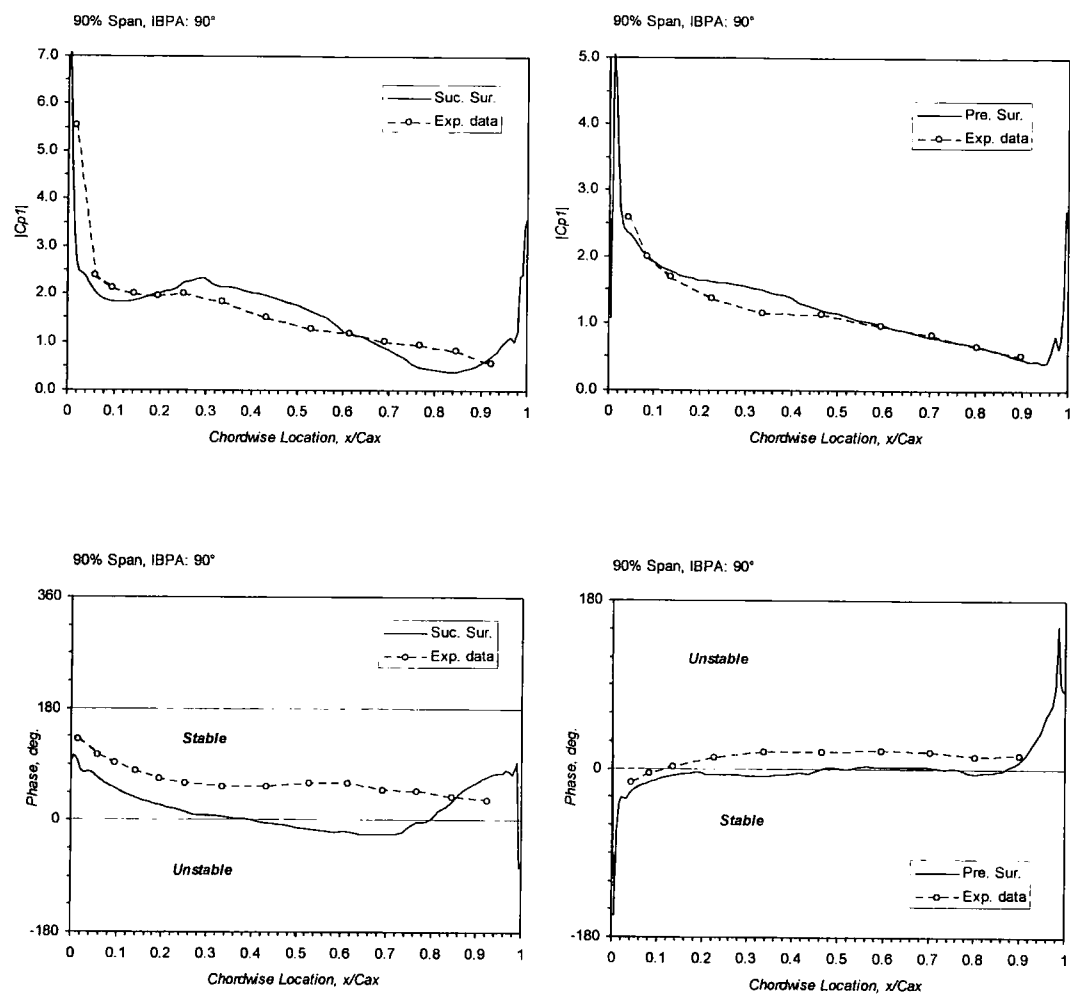 90% Span, IBPA: 90°
7.0
6.0
5.0
4.0
3.0
2.0
1.0
0.0
|Cp1|
Suc. Sur.
Exp. data
0 0.1 0.2 0.3 0.4 0.5 0.6 0.7 0.8 0.9 1
Chordwise Location, x/Cax
90% Span, IBPA: 90°
5.0
4.0
3.0
2.0
1.0
0.0
|Cp1|
Pre. Sur.
Exp. data
0 0.1 0.2 0.3 0.4 0.5 0.6 0.7 0.8 0.9 1
Chordwise Location, x/Cax
90% Span, IBPA: 90°
360
180
0
-180
Phase, deg.
Suc. Sur.
Exp. data
Stable
Unstable
0 0.1 0.2 0.3 0.4 0.5 0.6 0.7 0.8 0.9 1
Chordwise Location, x/Cax
90% Span, IBPA: 90°
180
0
-180
Phase, deg.
Unstable
Stable
Pre. Sur.
Exp. data
0 0.1 0.2 0.3 0.4 0.5 0.6 0.7 0.8 0.9 1
Chordwise Location, x/Cax